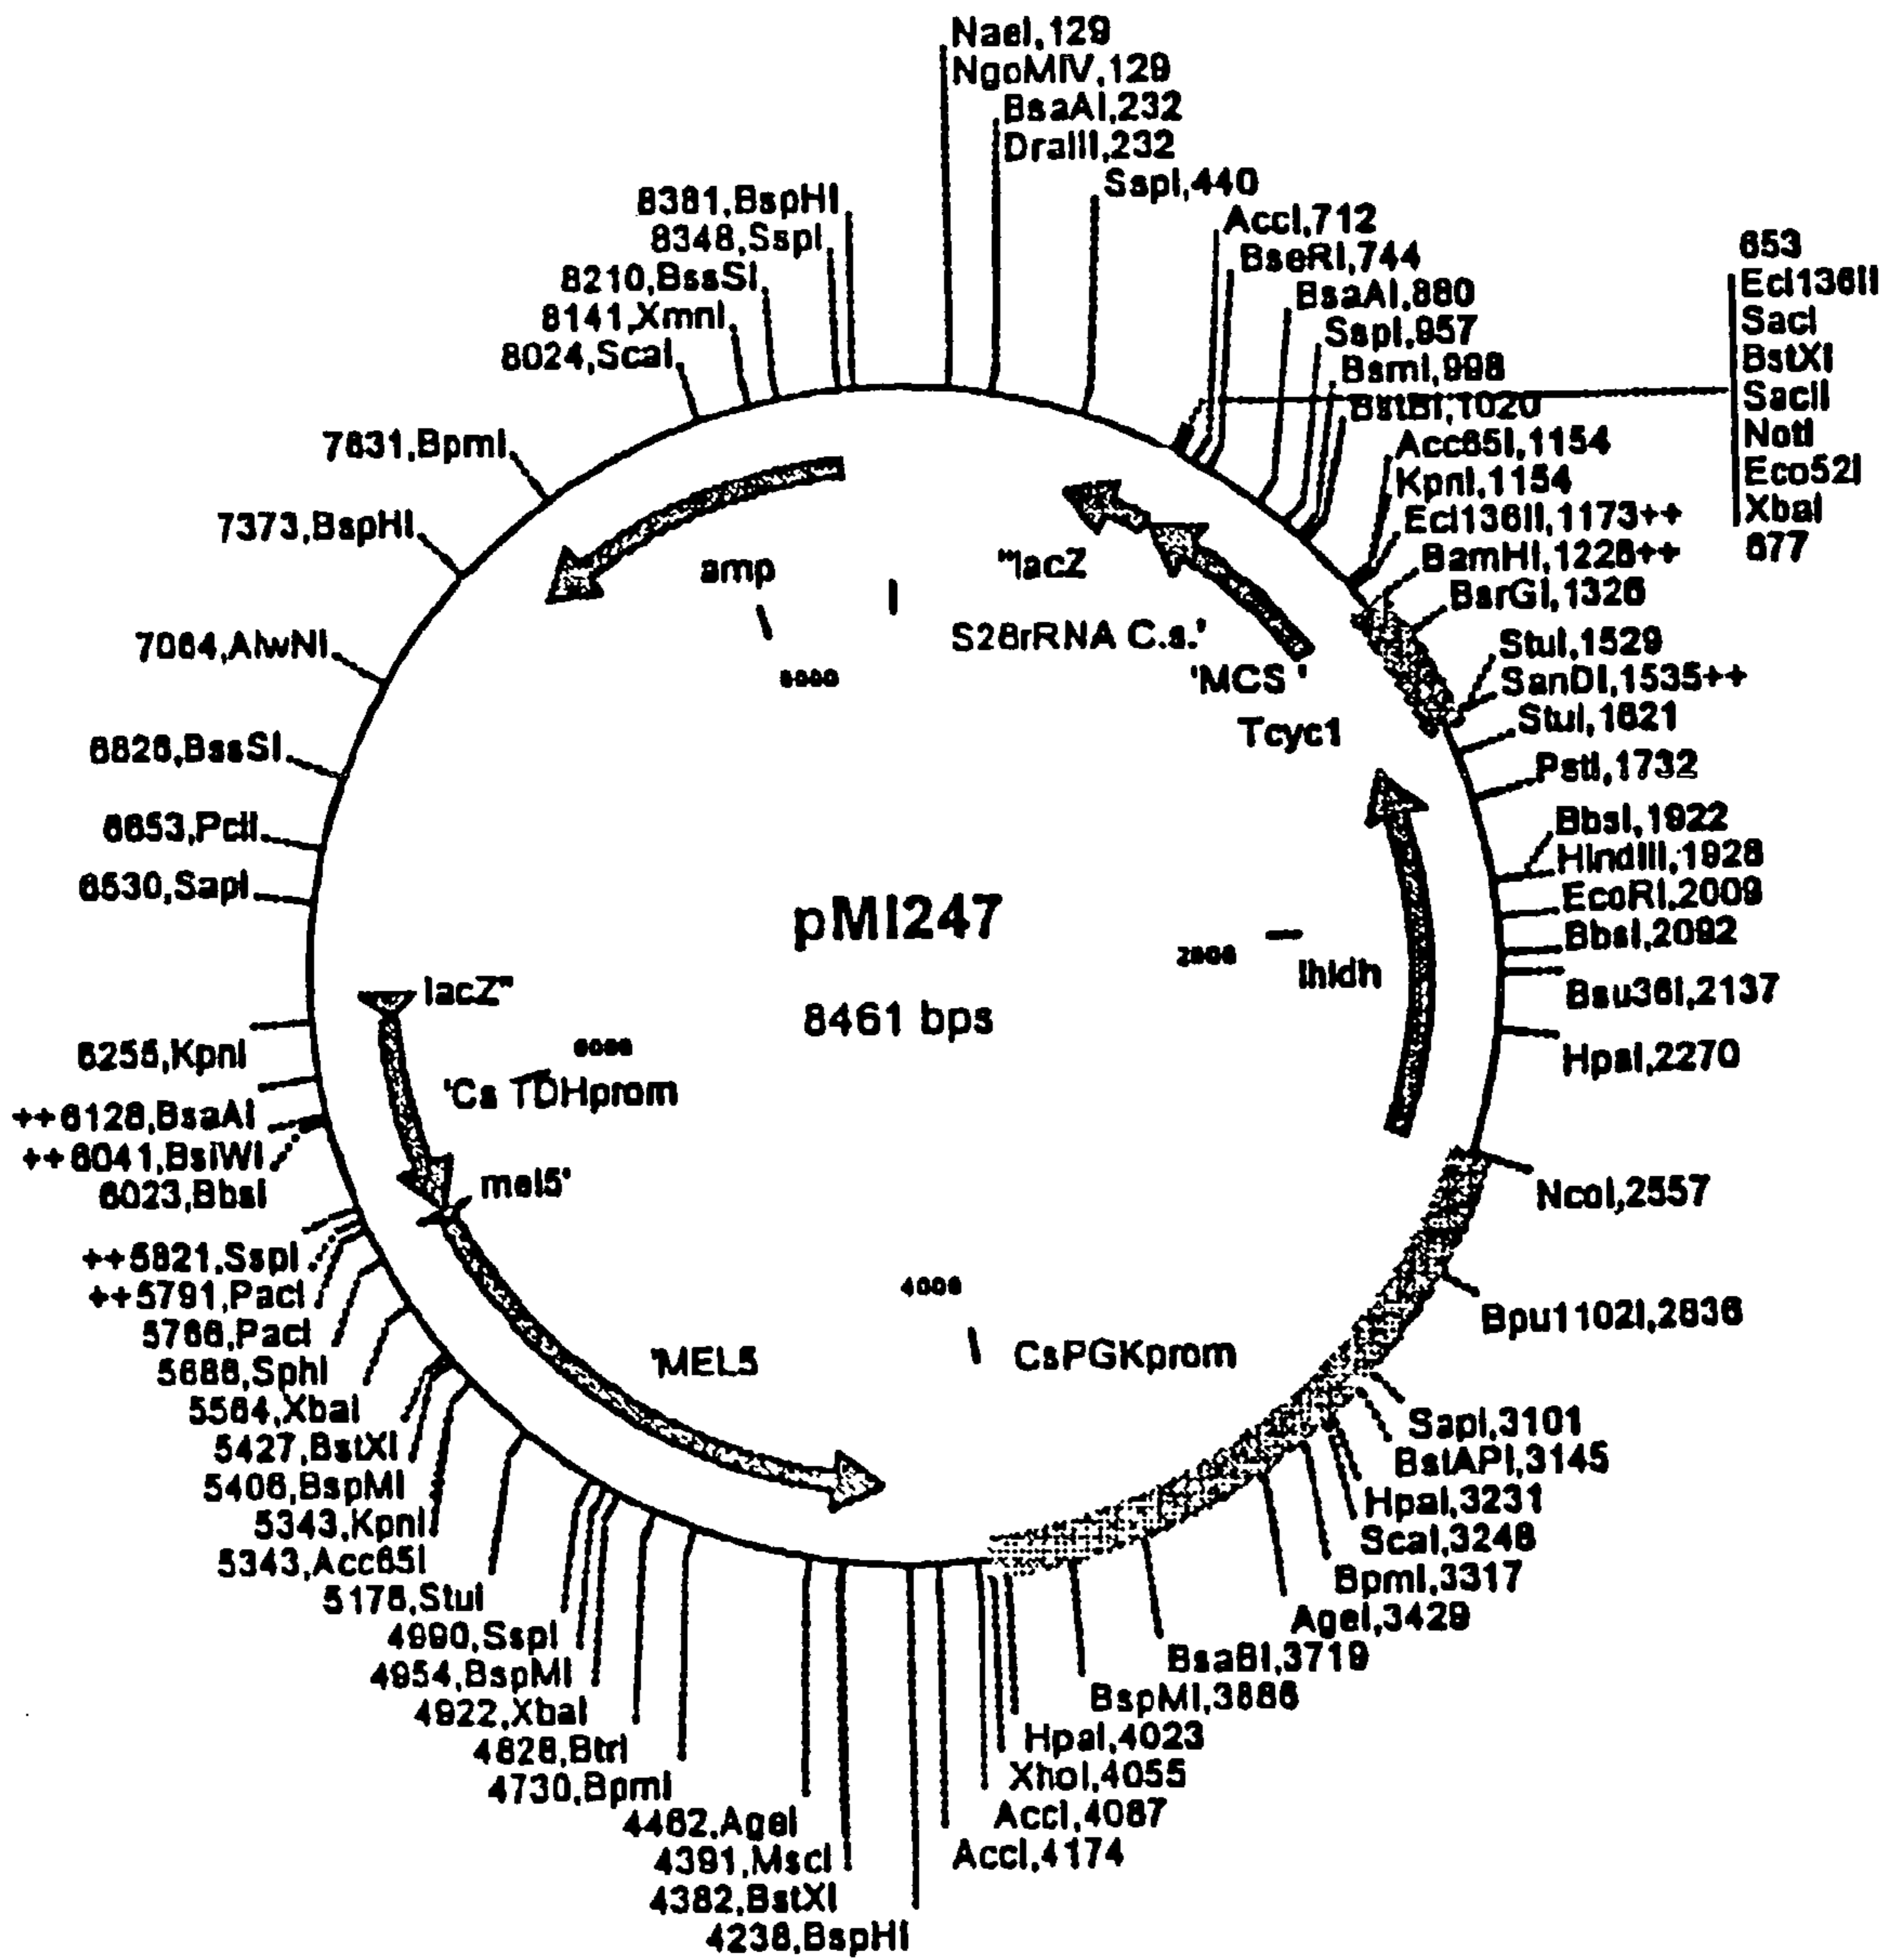 NaeI,129
NgoMIV,129
BsaAI,232
DraIII,232
SspI,440
AccI,712
BseRI,744
BsaAI,880
SspI,957
BsmI,998
BstBI,1020
Acc65I,1154
KpnI,1154
Ecl136II,1173++
BamHI,1226++
BsrGI,1326
StuI,1529
SanDI,1535++
StuI,1621
PstI,1732
BbsI,1922
HindIII,1928
EcoRI,2009
BbsI,2092
Bsu36I,2137
HpaI,2270
NcoI,2557
Bpu1102I,2836
SapI,3101
BstAPI,3145
HpaI,3231
ScaI,3248
BpmI,3317
AgeI,3429
BsaBI,3719
BspMI,3886
HpaI,4023
XhoI,4055
AccI,4087
AccI,4174
653
Ecl136II
SacI
BstXI
SacII
NotI
Eco52I
XbaI
677
8381,BspHI
8348,SspI
8210,BssSI
8141,XmnI
8024,ScaI
7631,BpmI
7373,BspHI
7064,AlwNI
6826,BssSI
6653,PciI
6530,SapI
6255,KpnI
++6128,BsaAI
++6041,BsiWI
6023,BbsI
++5821,SspI
++5791,PacI
5766,PacI
5688,SphI
5564,XbaI
5427,BstXI
5406,BspMI
5343,KpnI
5343,Acc65I
5178,StuI
4990,SspI
4954,BspMI
4922,XbaI
4828,BtrI
4730,BpmI
4462,AgeI
4391,MscI
4382,BstXI
4238,BspHI
amp
"lacZ
S26rRNA C.s.'
'MCS '
Tcyc1
8000
pMI247
8461 bps
2000
lhldh
lacZ"
6000
'Cs TDHprom
mel5'
4000
'MEL5
CsPGKprom